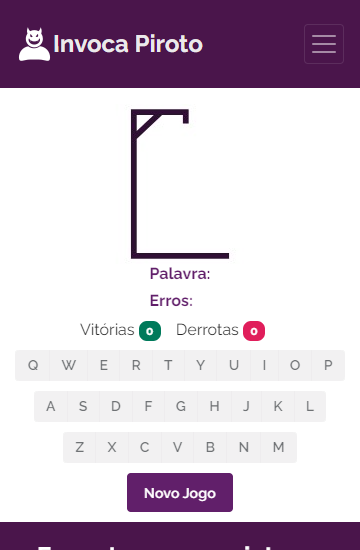 Invoca Piroto
Palavra:
Erros:
Vitórias 0 Derrotas 0
Q W E R T Y U I O P
A S D F G H J K L
Z X C V B N M
Novo Jogo